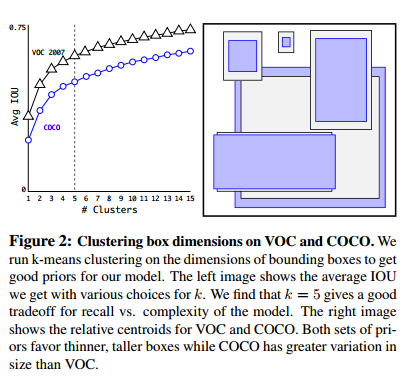 0.75
VOC 2007
COCO
Avg IOU
0
1 2 3 4 5 6 7 8 9 10 11 12 13 14 15
# Clusters
Figure 2: Clustering box dimensions on VOC and COCO. We
run k-means clustering on the dimensions of bounding boxes to get
good priors for our model. The left image shows the average IOU
we get with various choices for k. We find that k = 5 gives a good
tradeoff for recall vs. complexity of the model. The right image
shows the relative centroids for VOC and COCO. Both sets of pri-
ors favor thinner, taller boxes while COCO has greater variation in
size than VOC.